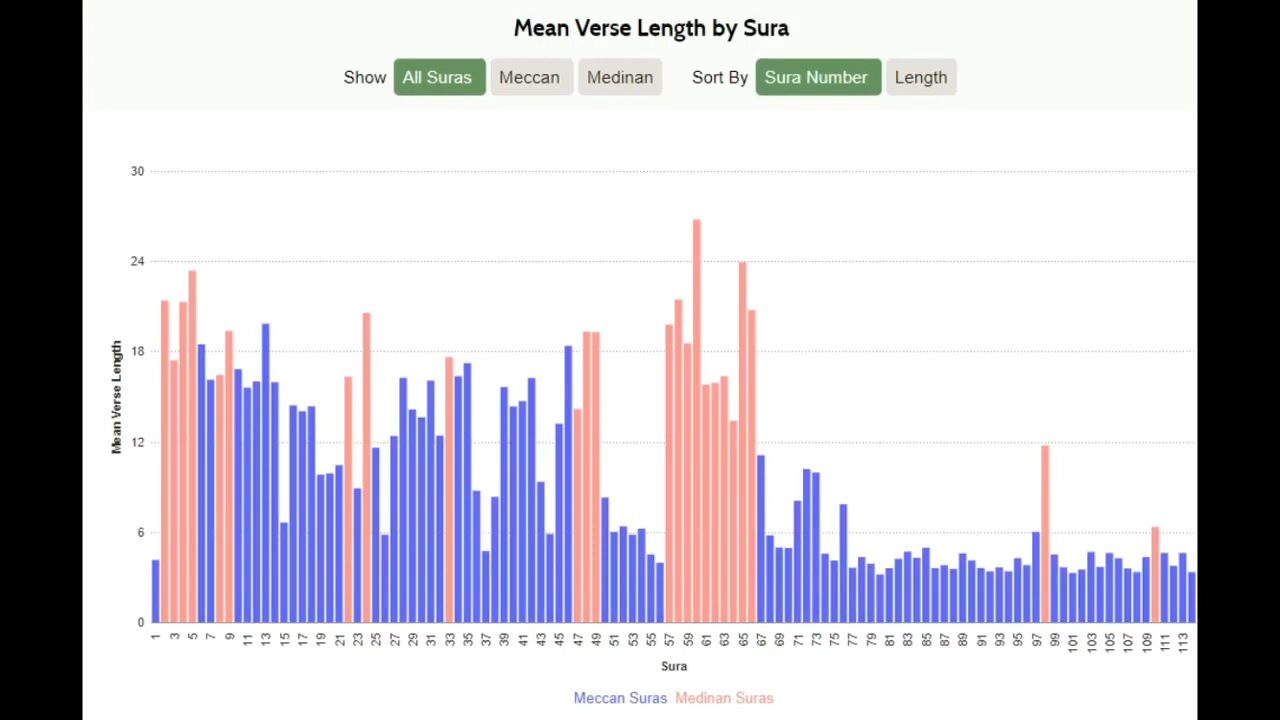 Mean Verse Length by Sura
Show All Suras Meccan Medinan Sort By Sura Number Length
30
24
18
12
6
0
Mean Verse Length
1 3 5 7 9 11 13 15 17 19 21 23 25 27 29 31 33 35 37 39 41 43 45 47 49 51 53 55 57 59 61 63 65 67 69 71 73 75 77 79 81 83 85 87 89 91 93 95 97 99 101 103 105 107 109 111 113
Sura
Meccan Suras Medinan Suras